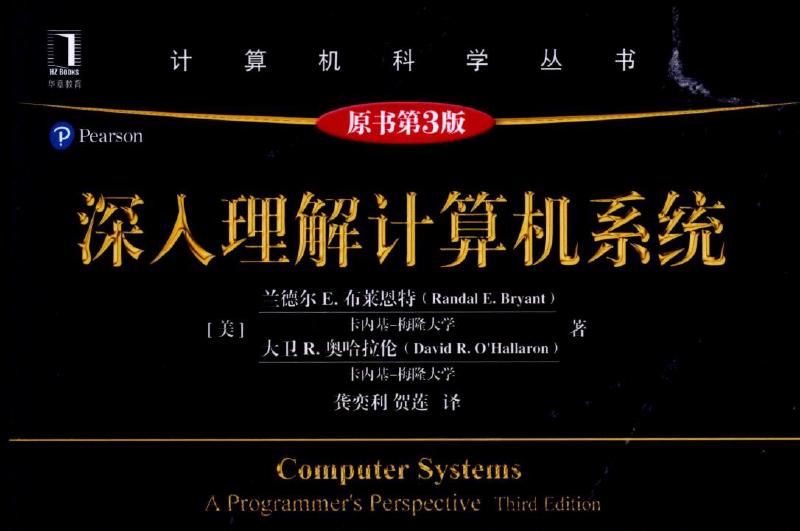 计算机科学丛书
HZ BOOKS
华章教育
Pearson
原书第3版
深入理解计算机系统
兰德尔 E. 布莱恩特（Randal E. Bryant）
卡内基-梅隆大学
[美]
著
大卫 R. 奥哈拉伦（David R. O'Hallaron）
卡内基-梅隆大学
龚奕利 贺莲 译
Computer Systems
A Programmer's Perspective Third Edition